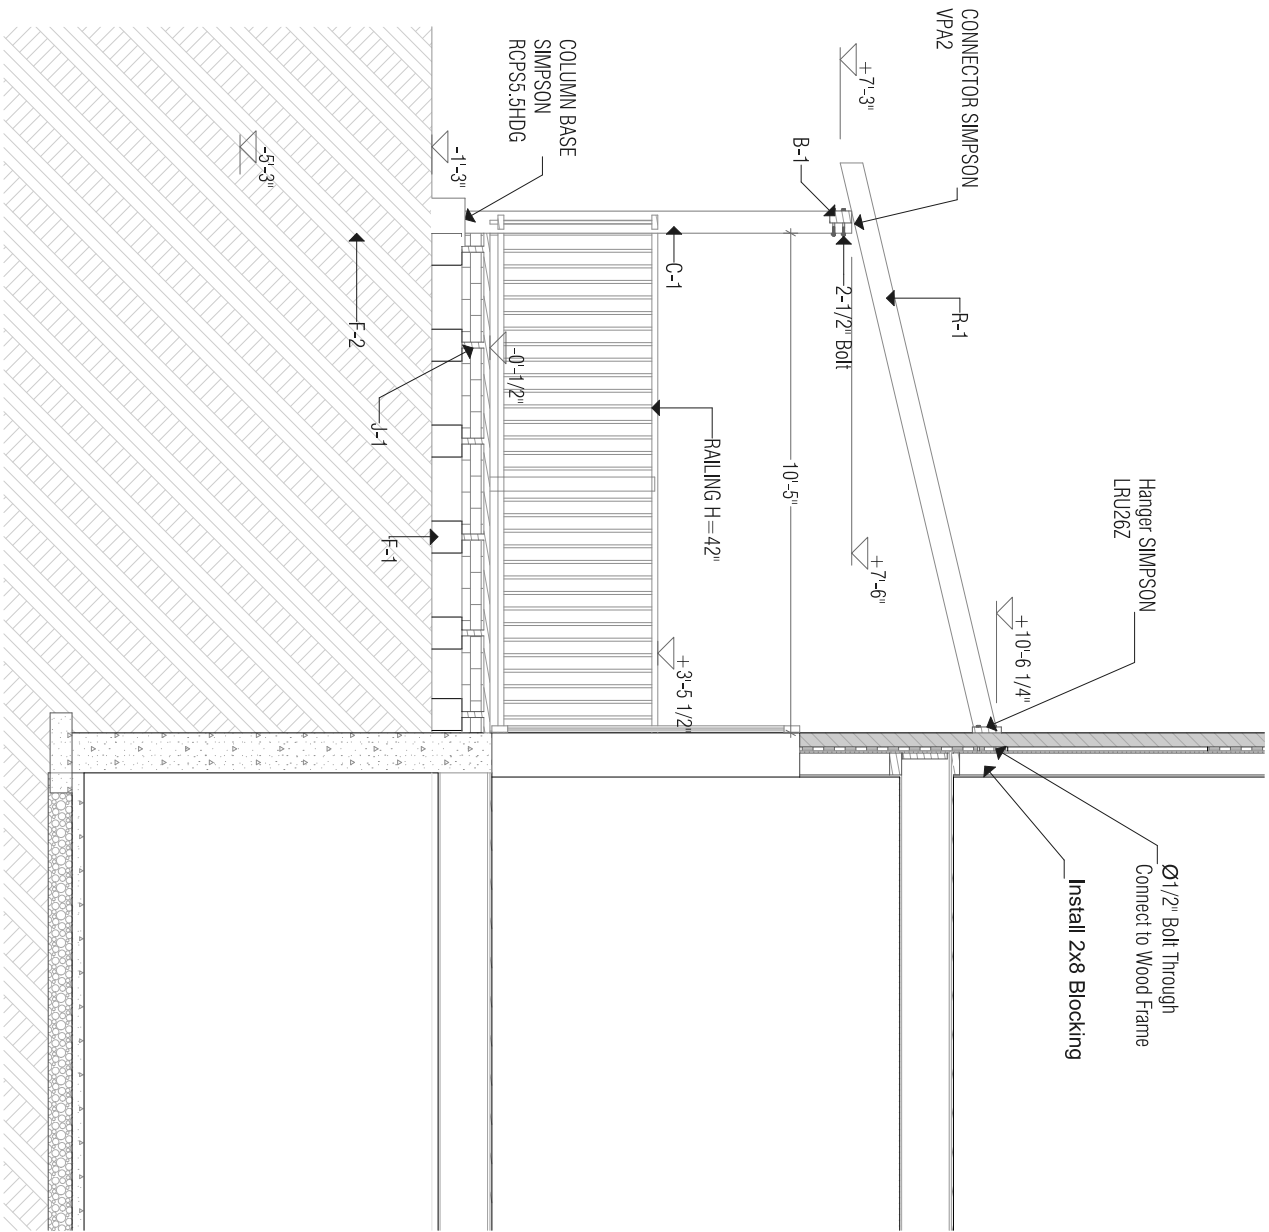 CONNECTOR SIMPSON
VPA2
+7'-3"
B-1
COLUMN BASE
SIMPSON
RCPS5.5HDG
-1'-3"
-5'-3"
C-1
2-1/2" Bolt
R-1
F-2
-0'-1/2"
J-1
RAILING H=42"
10'-5"
F-1
+7'-6"
Hanger SIMPSON
LRU26Z
+10'-6 1/4"
+3'-5 1/2"
Ø1/2" Bolt Through
Connect to Wood Frame
Install 2x8 Blocking